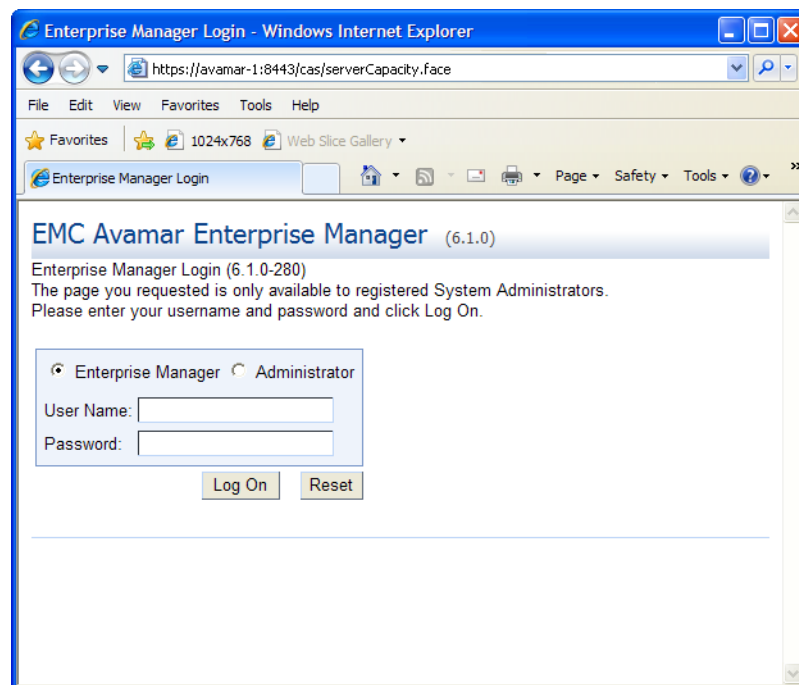 Enterprise Manager Login - Windows Internet Explorer
https://avamar-1:8443/cas/serverCapacity.face
File Edit View Favorites Tools Help
Favorites 1024x768 Web Slice Gallery
Enterprise Manager Login Page Safety Tools »
EMC Avamar Enterprise Manager (6.1.0)
Enterprise Manager Login (6.1.0-280)
The page you requested is only available to registered System Administrators.
Please enter your username and password and click Log On.
Enterprise Manager Administrator
User Name:
Password:
Log On Reset